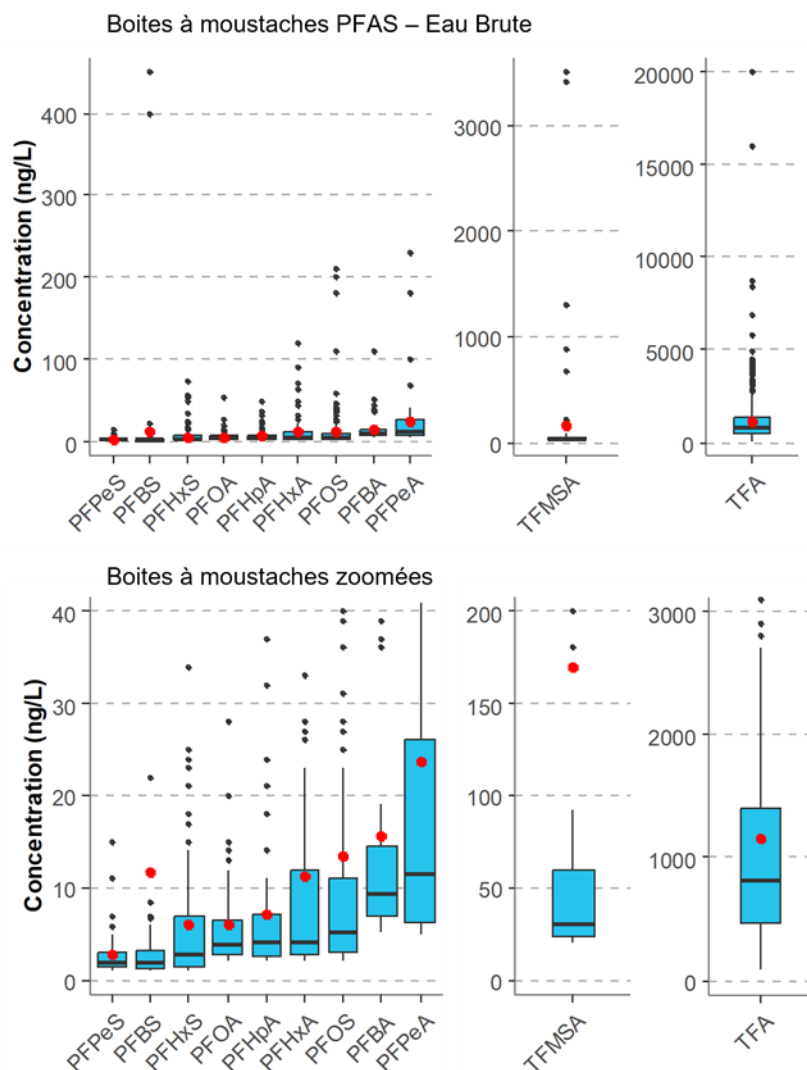 Boites à moustaches PFAS – Eau Brute
Concentration (ng/L)
400
300
200
100
0
PFPeS
PFBS
PFHxS
PFOA
PFHpA
PFHxA
PFOS
PFBA
PFPeA
3000
2000
1000
0
TFMSA
20000
15000
10000
5000
0
TFA
Boites à moustaches zoomées
Concentration (ng/L)
40
30
20
10
0
PFPeS
PFBS
PFHxS
PFOA
PFHpA
PFHxA
PFOS
PFBA
PFPeA
200
150
100
50
0
TFMSA
3000
2000
1000
0
TFA